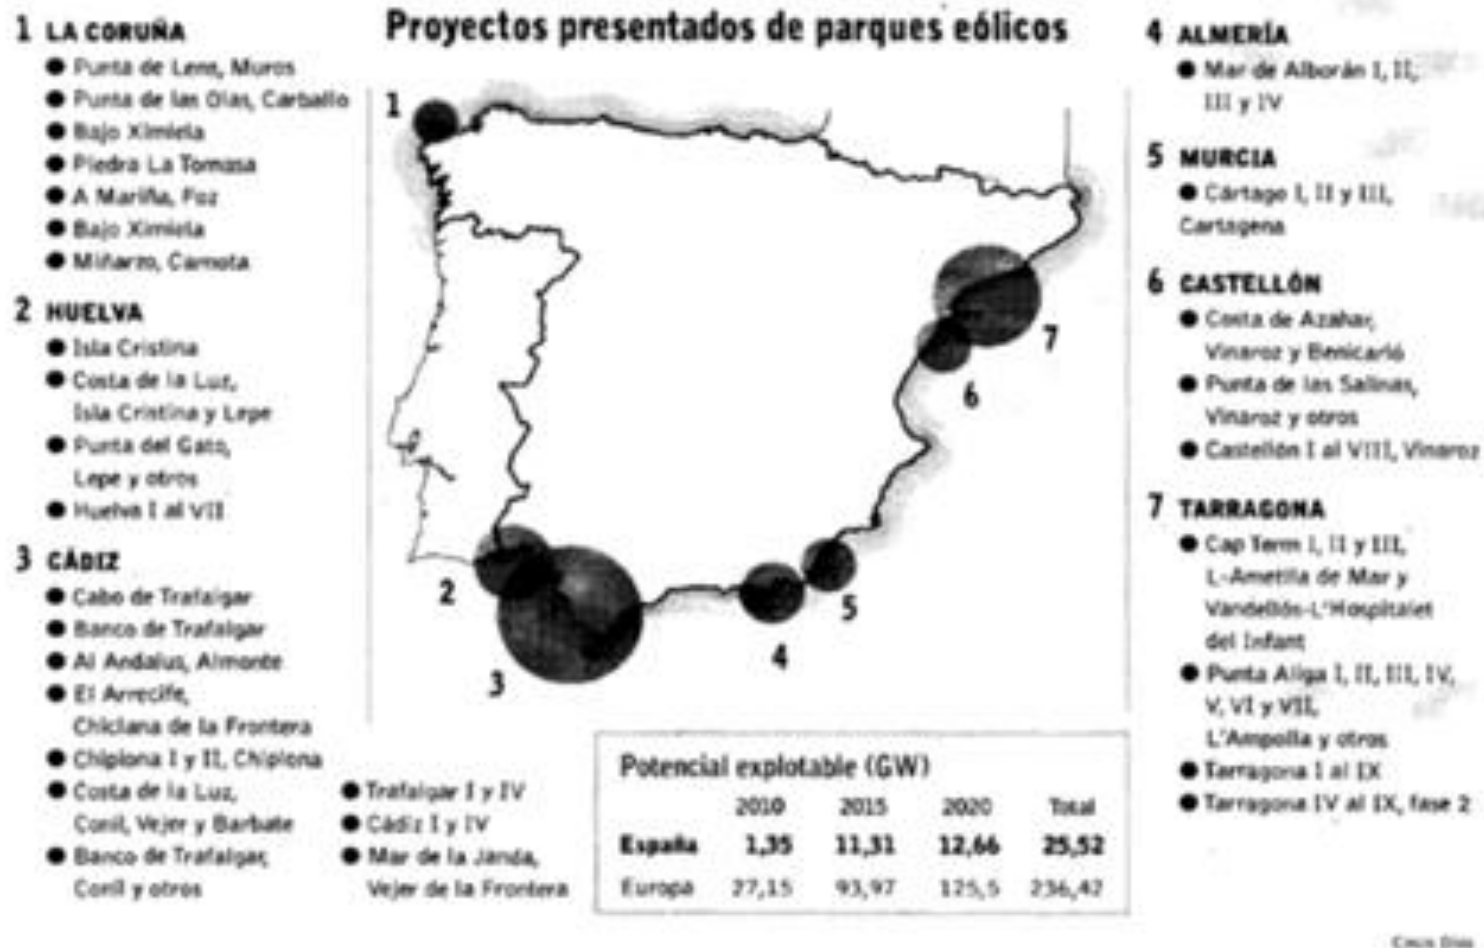 Proyectos presentados de parques eólicos
1 LA CORUÑA
● Punta de Lens, Muros
● Punta de las Olas, Carballo
● Bajo Ximiela
● Piedra La Tomasa
● A Mariña, Foz
● Bajo Ximiela
● Miñarzo, Carnota
2 HUELVA
● Isla Cristina
● Costa de la Luz,
Isla Cristina y Lepe
● Punta del Gato,
Lepe y otros
● Huelva I al VII
3 CÁDIZ
● Cabo de Trafalgar
● Banco de Trafalgar
● Al Andalus, Almonte
● El Arrecife,
Chiclana de la Frontera
● Chipiona I y II, Chipiona
● Costa de la Luz,
Conil, Vejer y Barbate
● Banco de Trafalgar,
Conil y otros
● Trafalgar I y IV
● Cádiz I y IV
● Mar de la Janda,
Vejer de la Frontera
1
2
3
4
5
6
7
Potencial explotable (GW)
2010 2015 2020 Total
España 1,35 11,31 12,66 25,52
Europa 27,15 93,97 125,5 236,42
4 ALMERÍA
● Mar de Alborán I, II,
III y IV
5 MURCIA
● Cártago I, II y III,
Cartagena
6 CASTELLÓN
● Costa de Azahar,
Vinaroz y Benicarló
● Punta de las Salinas,
Vinaroz y otros
● Castellón I al VIII, Vinaroz
7 TARRAGONA
● Cap Term I, II y III,
L-Ametlla de Mar y
Vandellós-L'Hospitalet
del Infant
● Punta Aliga I, II, III, IV,
V, VI y VII,
L'Ampolla y otros
● Tarragona I al IX
● Tarragona IV al IX, fase 2